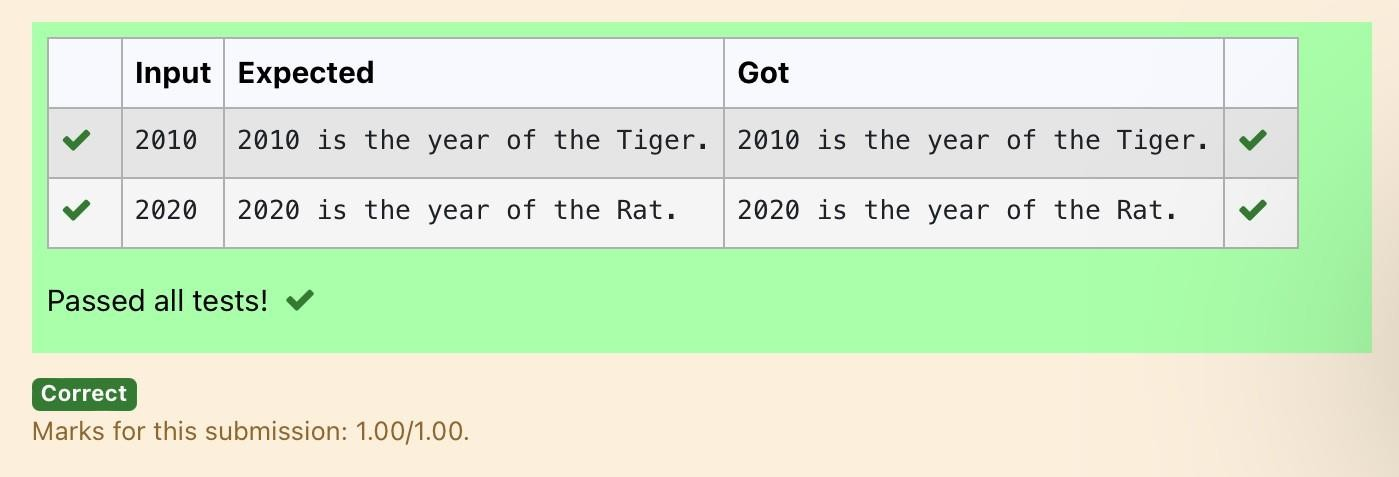 Input Expected Got
2010 2010 is the year of the Tiger. 2010 is the year of the Tiger.
2020 2020 is the year of the Rat. 2020 is the year of the Rat.
Passed all tests!
Correct
Marks for this submission: 1.00/1.00.